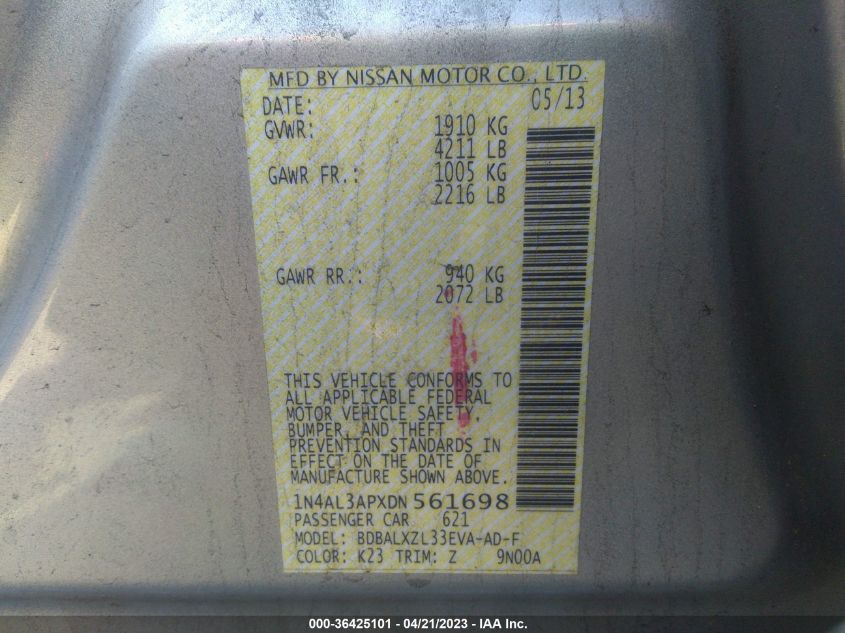 MFD BY NISSAN MOTOR CO., LTD.
DATE: 05/13
GVWR: 1910 KG
4211 LB
GAWR FR.: 1005 KG
2216 LB
GAWR RR.: 940 KG
2072 LB
THIS VEHICLE CONFORMS TO
ALL APPLICABLE FEDERAL
MOTOR VEHICLE SAFETY,
BUMPER, AND THEFT
PREVENTION STANDARDS IN
EFFECT ON THE DATE OF
MANUFACTURE SHOWN ABOVE.
1N4AL3APXDN561698
PASSENGER CAR 621
MODEL: BDBALXZL33EVA-AD-F
COLOR: K23 TRIM: Z 9N00A
000-36425101 - 04/21/2023 - IAA Inc.